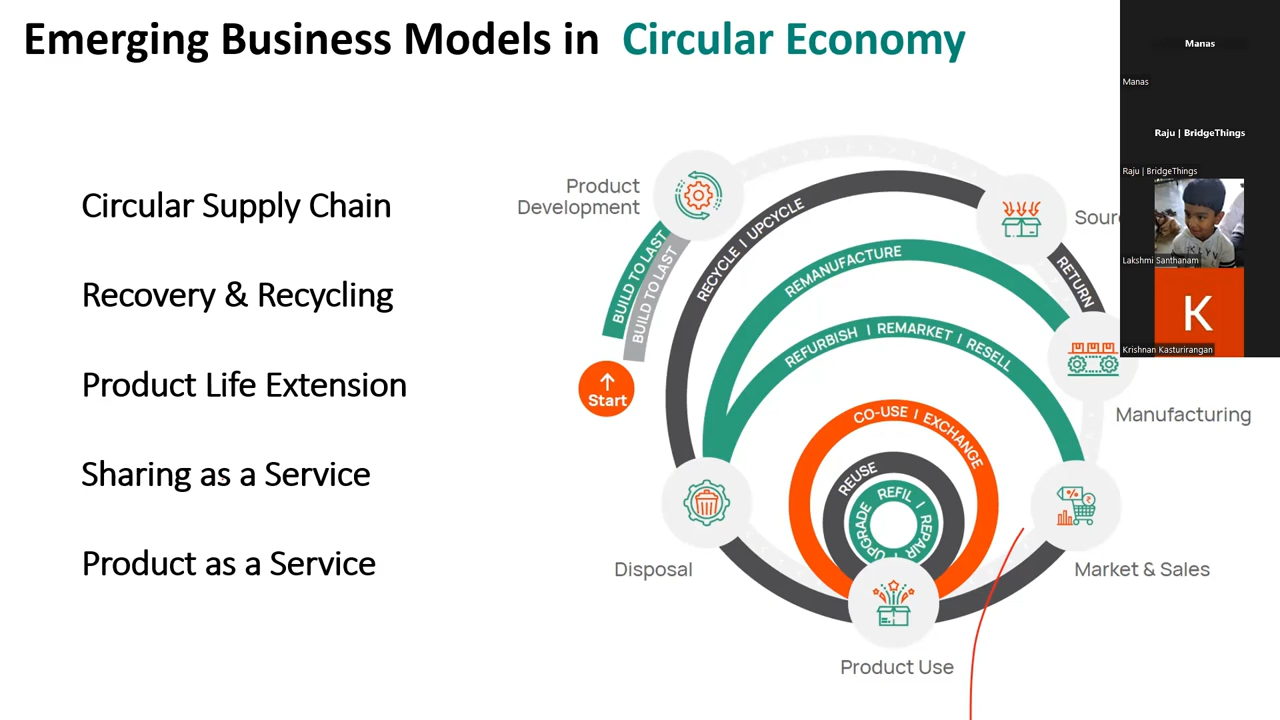 Emerging Business Models in Circular Economy
Circular Supply Chain
Recovery & Recycling
Product Life Extension
Sharing as a Service
Product as a Service
Product
Development
BUILD TO LAST
BUILD TO LAST
Start
RECYCLE | UPCYCLE
REMANUFACTURE
REFURBISH | REMARKET | RESELL
CO-USE | EXCHANGE
REUSE
REFIL | REPAIR | UPGRADE
RETURN
Manufacturing
Market & Sales
Product Use
Disposal
Manas
Manas
Raju | BridgeThings
Raju | BridgeThings
Lakshmi Santhanam
K
Krishnan Kasturirangan